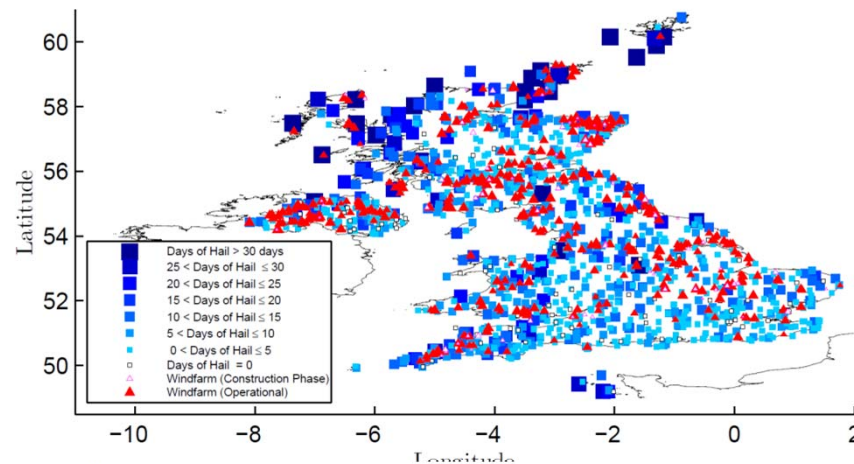 Latitude
60
58
56
54
52
50
Days of Hail > 30 days
25 < Days of Hail ≤ 30
20 < Days of Hail ≤ 25
15 < Days of Hail ≤ 20
10 < Days of Hail ≤ 15
5 < Days of Hail ≤ 10
0 < Days of Hail ≤ 5
Days of Hail = 0
Windfarm (Construction Phase)
Windfarm (Operational)
−10 −8 −6 −4 −2 0 2
Longitude